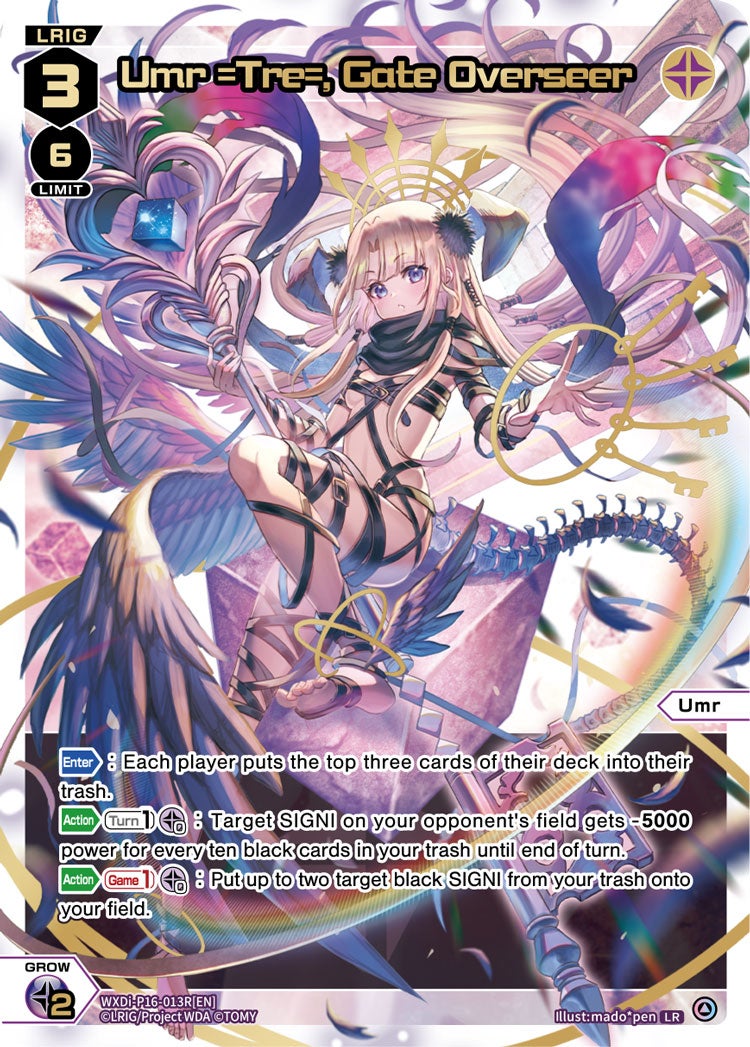 LRIG
3
Umr =Tre=, Gate Overseer
6
LIMIT
Umr
Enter : Each player puts the top three cards of their deck into their
trash.
Action Turn 1 0 : Target SIGNI on your opponent's field gets -5000
power for every ten black cards in your trash until end of turn.
Action Game 1 0 : Put up to two target black SIGNI from your trash onto
your field.
GROW
2
WXDi-P16-013R[EN]
©LRIG/Project WDA ©TOMY
Illust:mado*pen LR